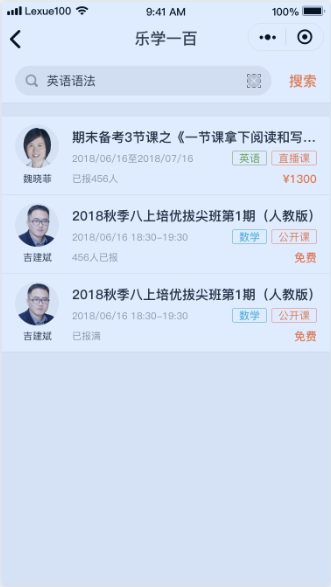 Lexue100 9:41 AM 100%
乐学一百
英语语法 搜索
期末备考3节课之《一节课拿下阅读和写...
2018/06/16至2018/07/16 英语 直播课
魏晓菲 已报456人 ¥1300
2018秋季八上培优拔尖班第1期（人教版）
2018/06/16 18:30-19:30 数学 公开课
吉建斌 456人已报 免费
2018秋季八上培优拔尖班第1期（人教版）
2018/06/16 18:30-19:30 数学 公开课
吉建斌 已报满 免费